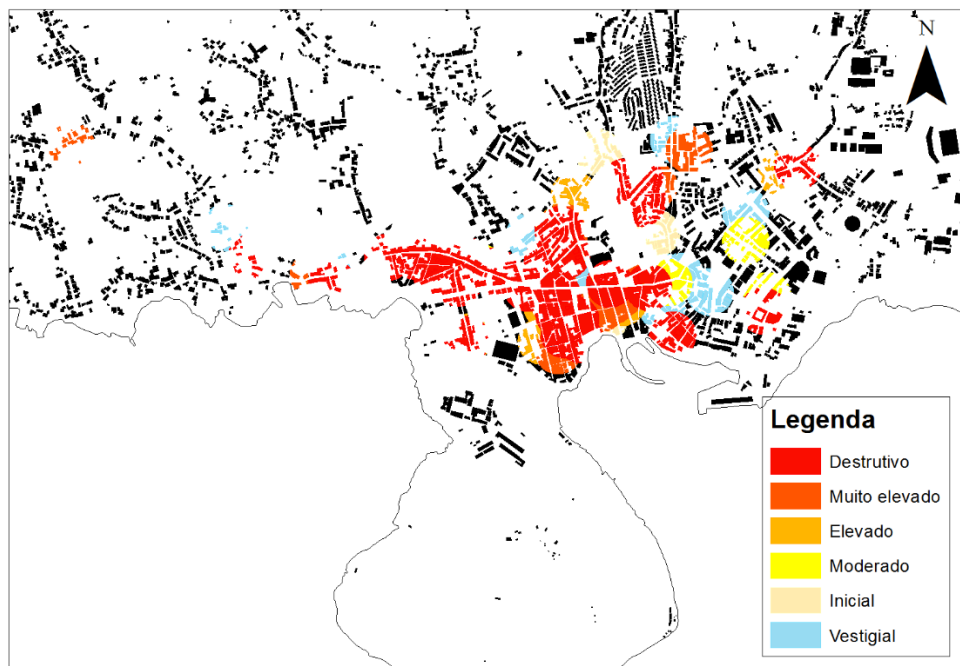 N
Legenda
Destrutivo
Muito elevado
Elevado
Moderado
Inicial
Vestigial